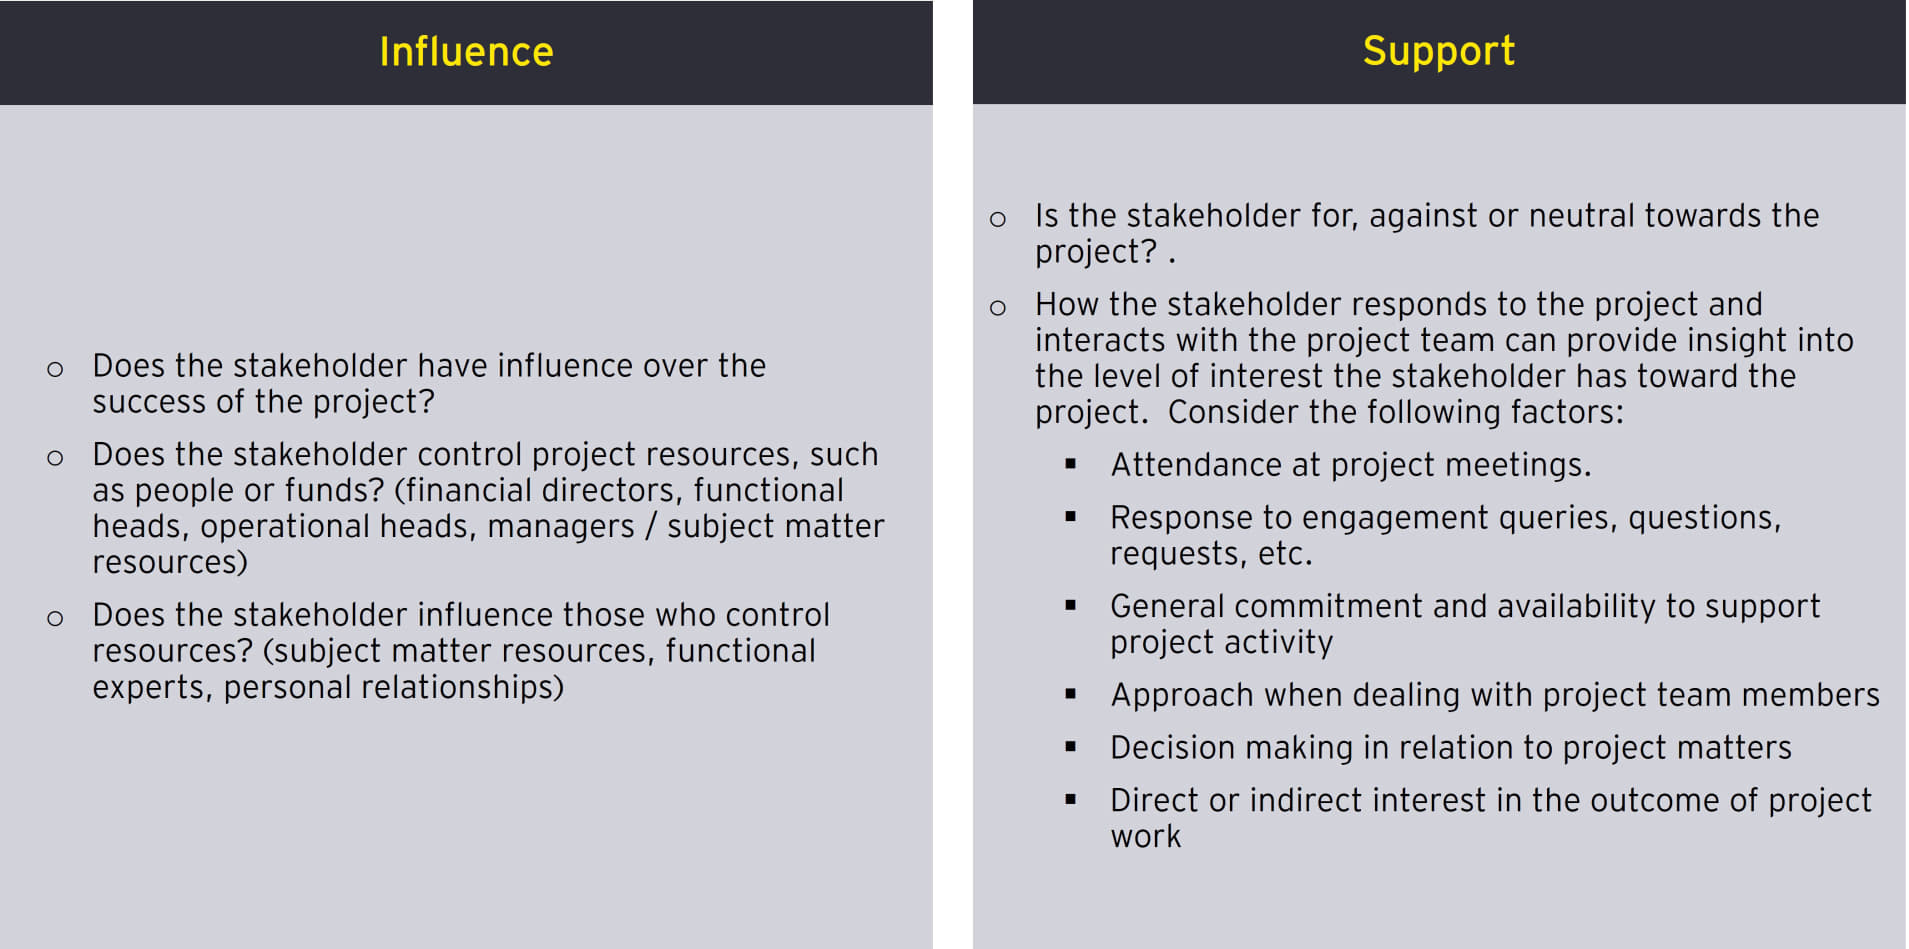 Influence
○ Does the stakeholder have influence over the
success of the project?
○ Does the stakeholder control project resources, such
as people or funds? (financial directors, functional
heads, operational heads, managers / subject matter
resources)
○ Does the stakeholder influence those who control
resources? (subject matter resources, functional
experts, personal relationships)
Support
○ Is the stakeholder for, against or neutral towards the
project? .
○ How the stakeholder responds to the project and
interacts with the project team can provide insight into
the level of interest the stakeholder has toward the
project.  Consider the following factors:
▪ Attendance at project meetings.
▪ Response to engagement queries, questions,
requests, etc.
▪ General commitment and availability to support
project activity
▪ Approach when dealing with project team members
▪ Decision making in relation to project matters
▪ Direct or indirect interest in the outcome of project
work